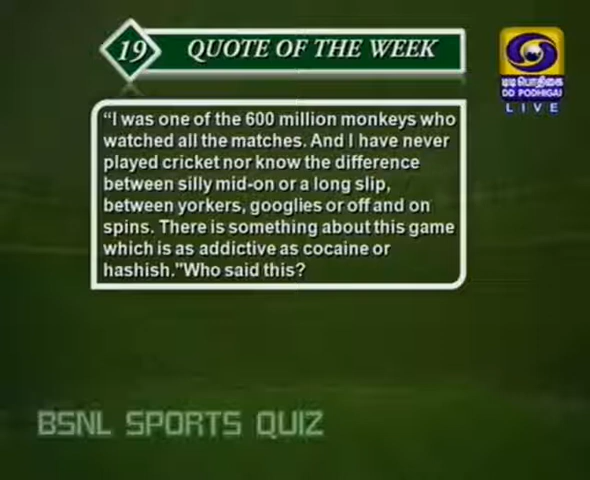 19
QUOTE OF THE WEEK
டிடி பொதிகை
DD PODHIGAI
LIVE
“I was one of the 600 million monkeys who
watched all the matches. And I have never
played cricket nor know the difference
between silly mid-on or a long slip,
between yorkers, googlies or off and on
spins. There is something about this game
which is as addictive as cocaine or
hashish.”Who said this?
BSNL SPORTS QUIZ